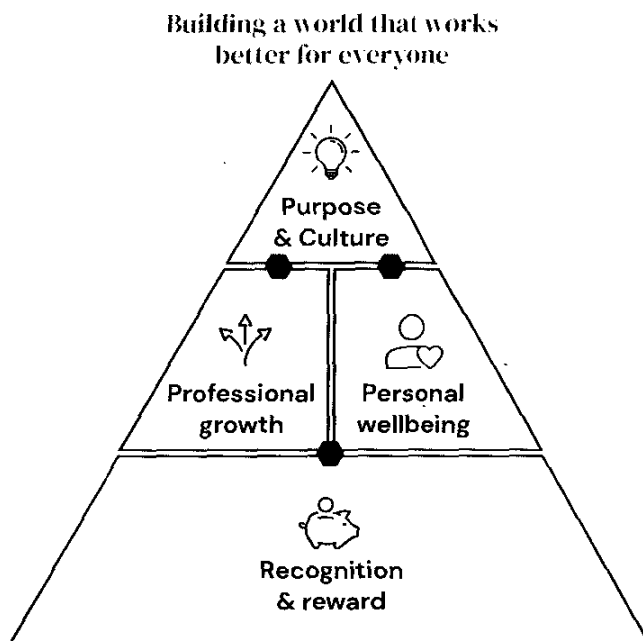 Building a world that works
better for everyone
Purpose
& Culture
Professional
growth
Personal
wellbeing
Recognition
& reward